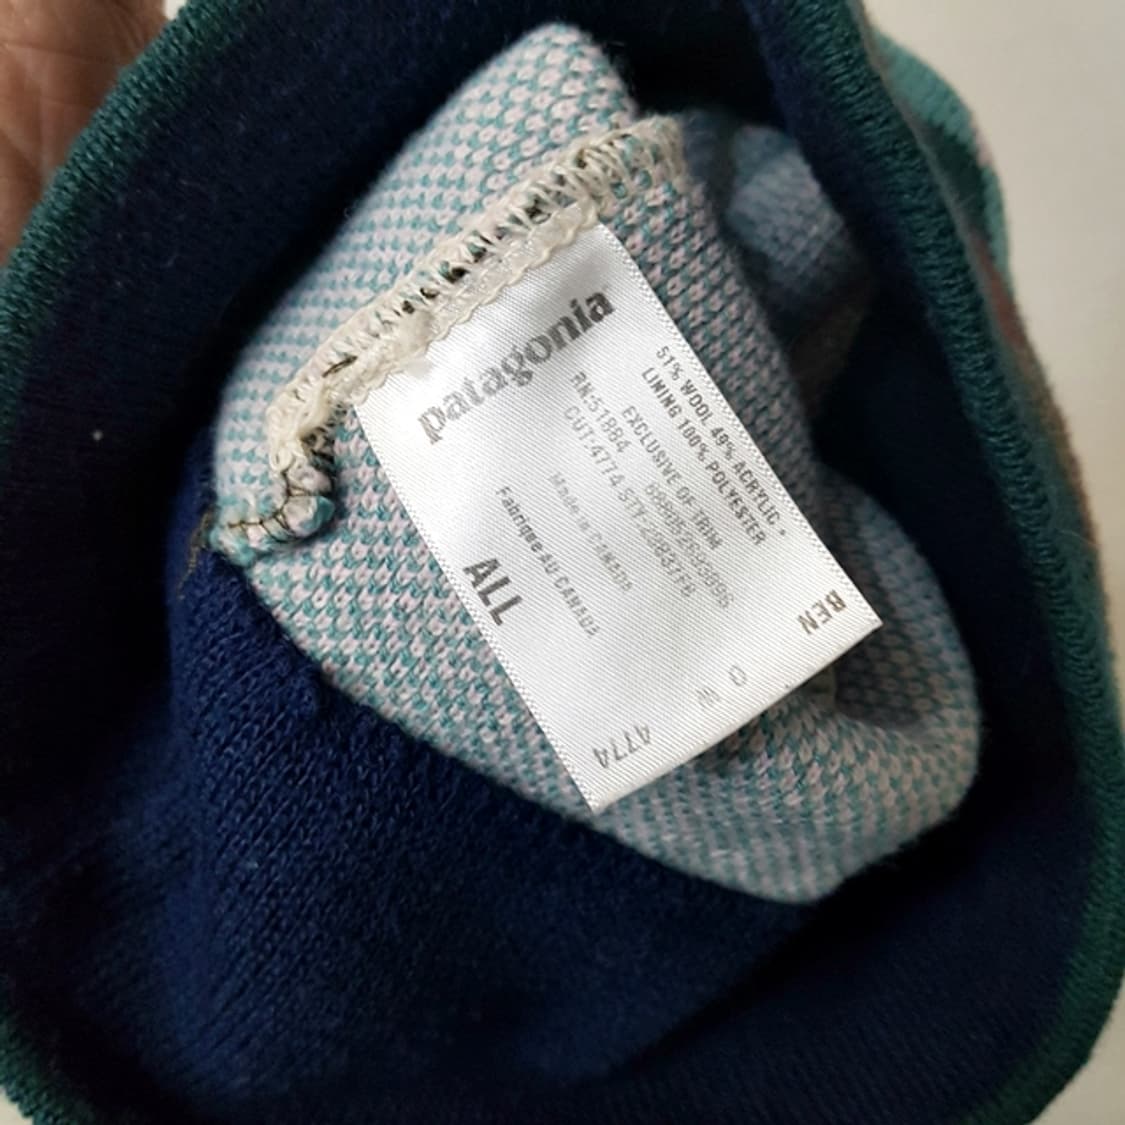 patagonia
51% WOOL 49% ACRYLIC *
LINING 100% POLYESTER
EXCLUSIVE OF TRIM
RN:51884
CUT:4774
Made in CANADA
Fabrique AU CANADA
ALL
BEN
O W
4774